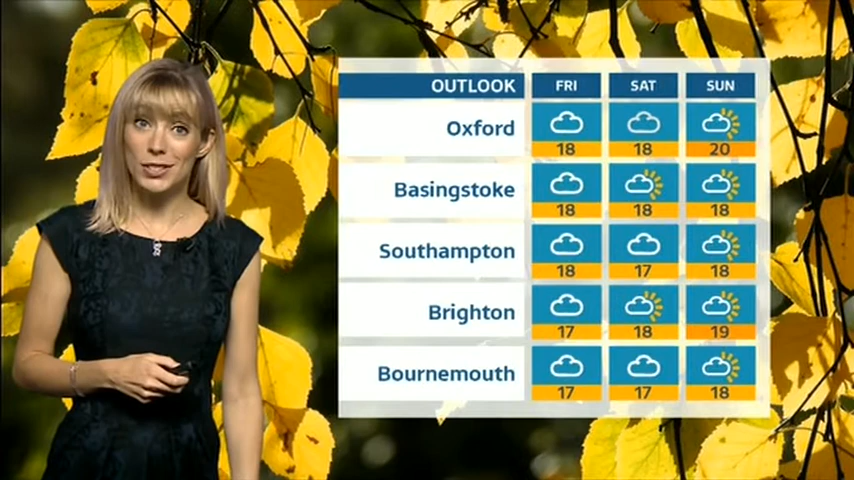 OUTLOOK FRI SAT SUN
Oxford 18 18 20
Basingstoke 18 18 18
Southampton 18 17 18
Brighton 17 18 19
Bournemouth 17 17 18